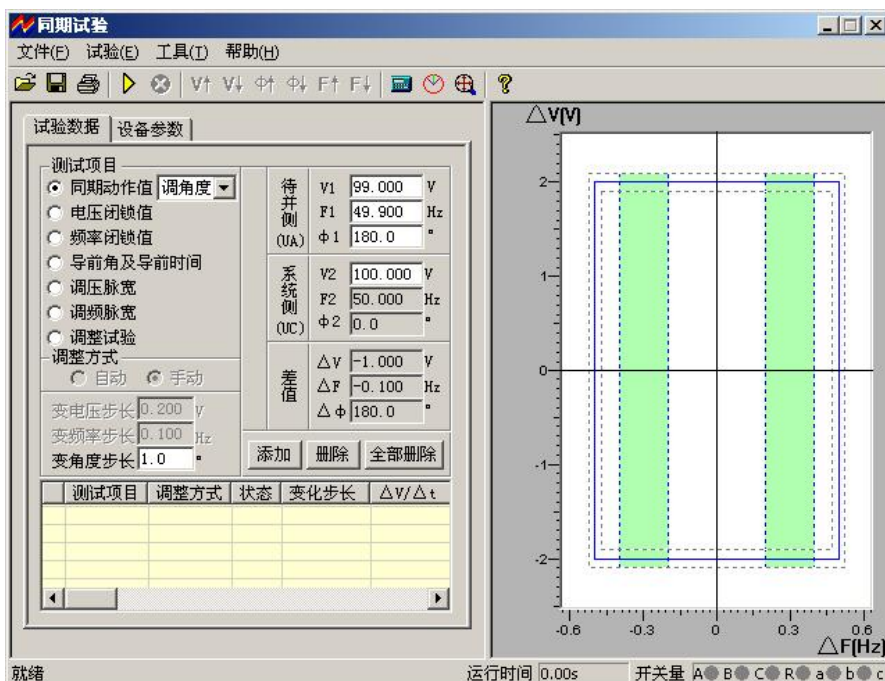 同期试验
文件(F) 试验(E) 工具(T) 帮助(H)
V↑ V↓ Φ↑ Φ↓ F↑ F↓
试验数据 设备参数
测试项目
同期动作值 调角度
电压闭锁值
频率闭锁值
导前角及导前时间
调压脉宽
调频脉宽
调整试验
调整方式
自动 手动
变电压步长 0.200 V
变频率步长 0.100 Hz
变角度步长 1.0 °
待并侧(UA)
V1 99.000 V
F1 49.900 Hz
Φ1 180.0 °
系统侧(UC)
V2 100.000 V
F2 50.000 Hz
Φ2 0.0 °
差值
△V -1.000 V
△F -0.100 Hz
△Φ 180.0 °
添加 删除 全部删除
测试项目 调整方式 状态 变化步长 △V/△t
△V(V)
2
1
0
-1
-2
-0.6 -0.3 0 0.3 0.6
△F(Hz)
就绪 运行时间 0.00s 开关量 A B C R a b c